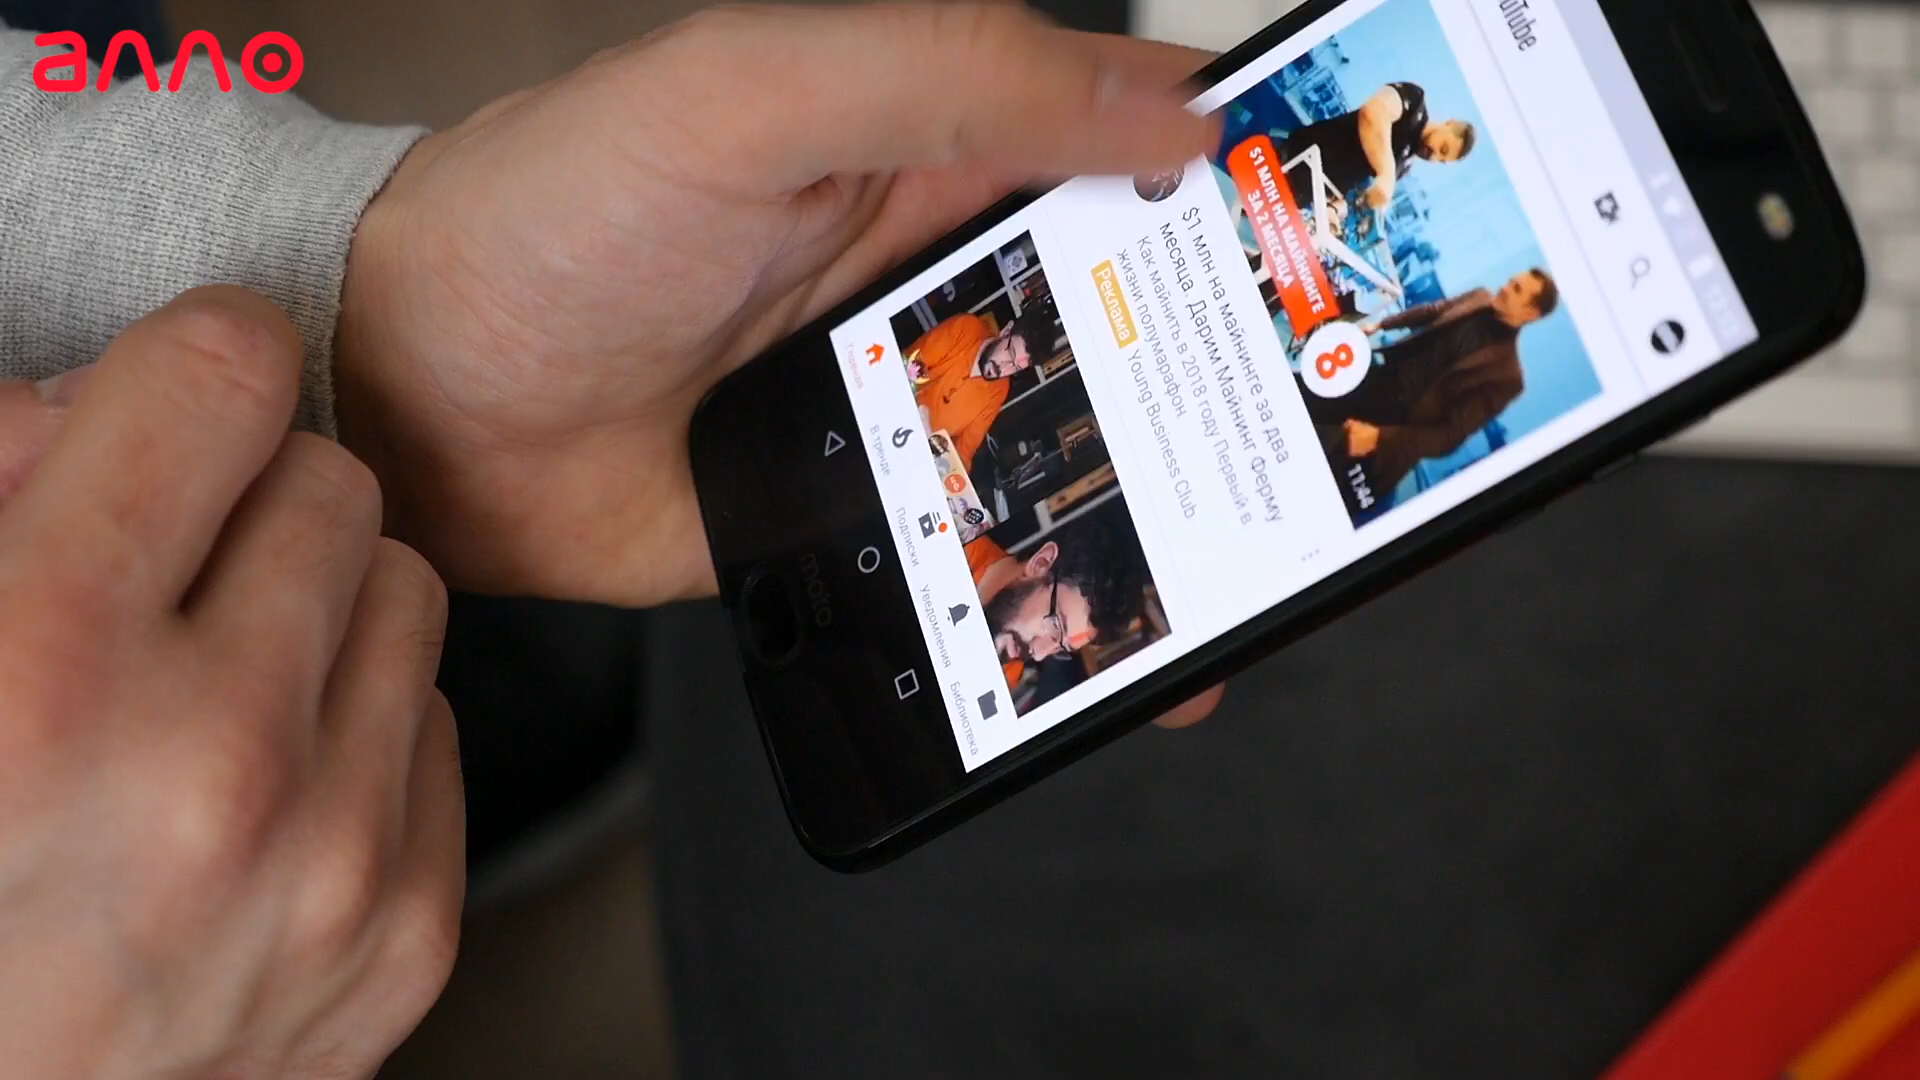 алло
YouTube
$1 МЛН НА МАЙНИНГЕ
ЗА 2 МЕСЯЦА
8
11:44
$1 млн на майнинге за два
месяца. Дарим Майнинг Ферму
Как майнить в 2018 году Первый в
жизни полумарафон.
Реклама Young Business Club
Главная
В тренде
Подписки
Уведомления
Библиотека
moto